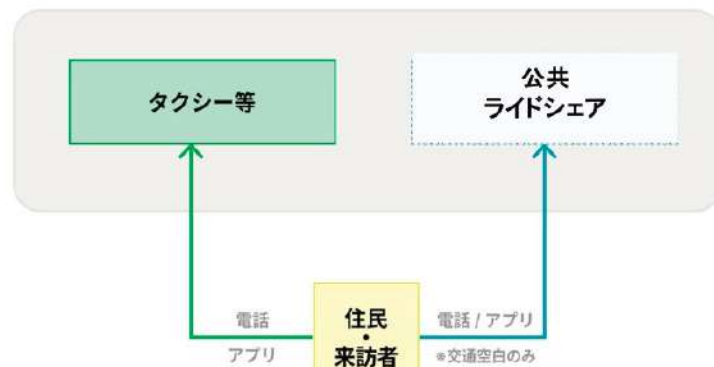 タクシー等
公共
ライドシェア
電話
アプリ
住民
・
来訪者
電話 / アプリ
※交通空白のみ